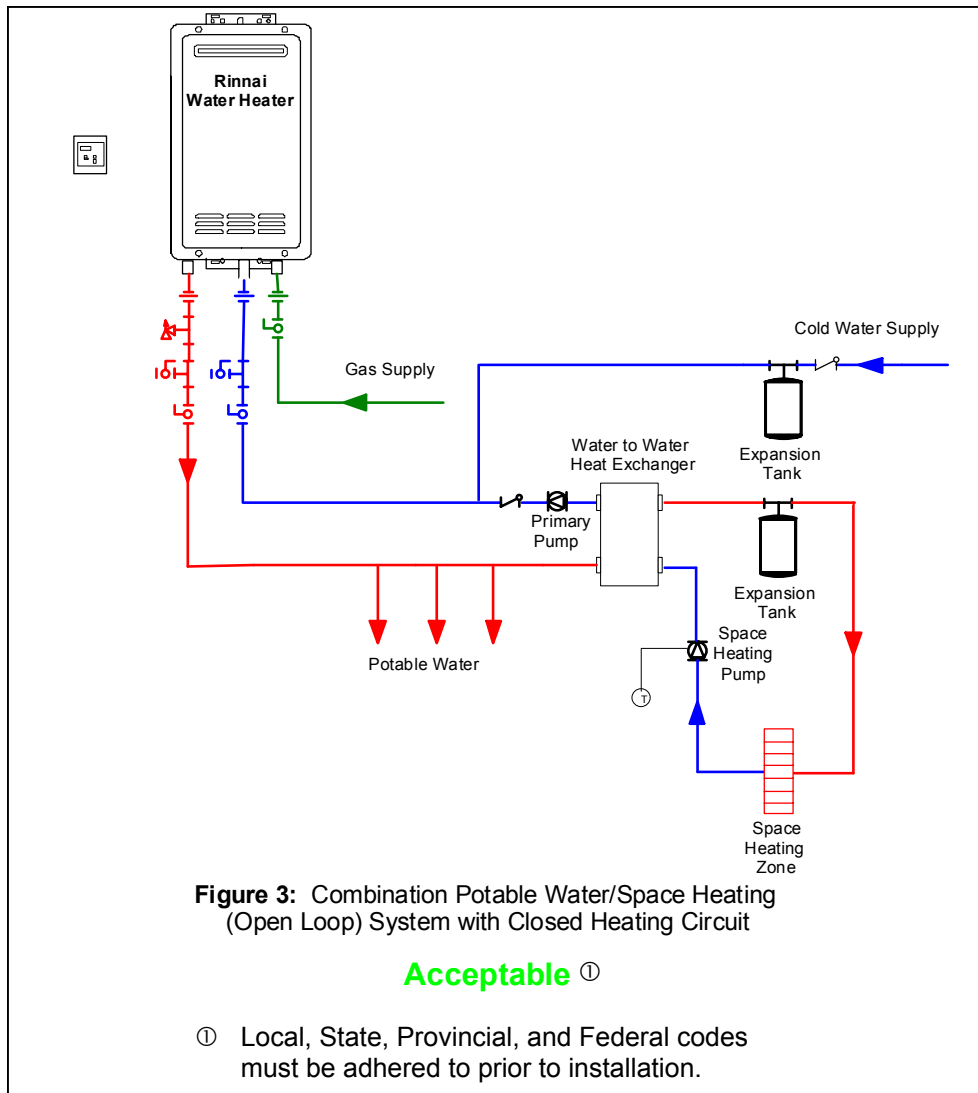 Rinnai
Water Heater
Cold Water Supply
Gas Supply
Expansion
Tank
Water to Water
Heat Exchanger
Primary
Pump
Expansion
Tank
Space
Heating
Pump
Potable Water
T
Space
Heating
Zone
Figure 3: Combination Potable Water/Space Heating
(Open Loop) System with Closed Heating Circuit
Acceptable ①
① Local, State, Provincial, and Federal codes
must be adhered to prior to installation.